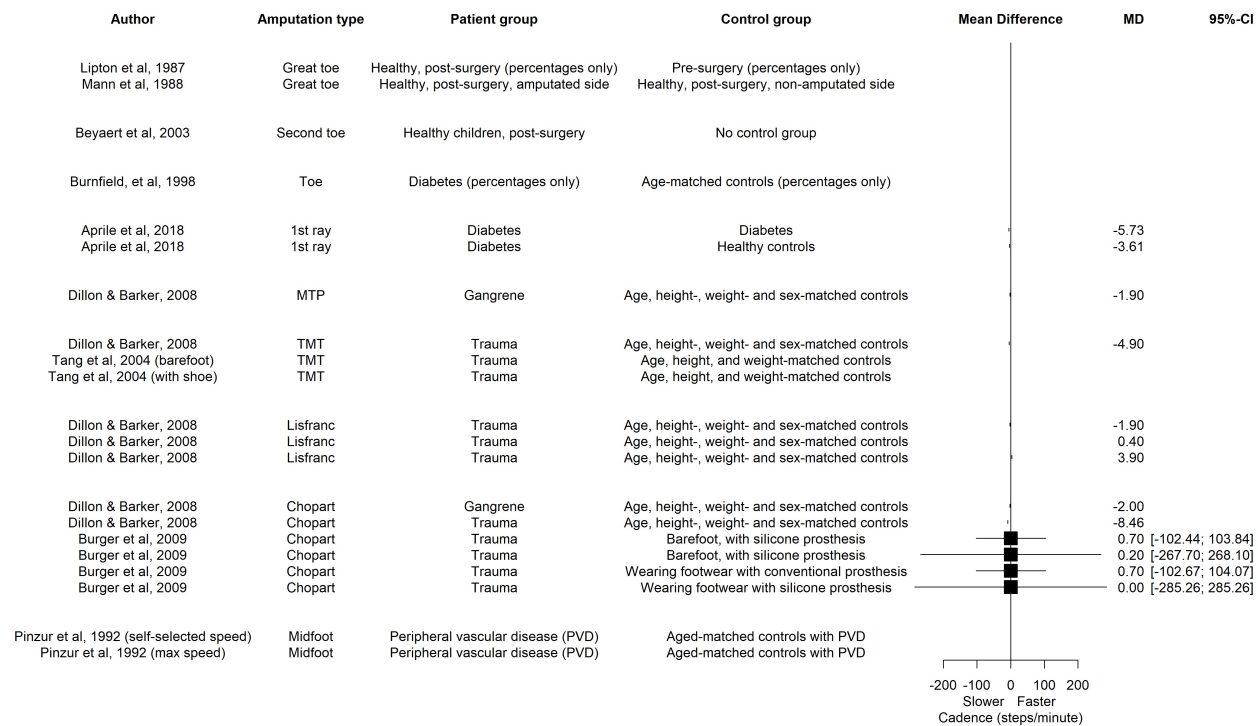 Author Amputation type Patient group Control group Mean Difference MD 95%-CI
Lipton et al, 1987 Great toe Healthy, post-surgery (percentages only) Pre-surgery (percentages only)
Mann et al, 1988 Great toe Healthy, post-surgery, amputated side Healthy, post-surgery, non-amputated side
Beyaert et al, 2003 Second toe Healthy children, post-surgery No control group
Burnfield, et al, 1998 Toe Diabetes (percentages only) Age-matched controls (percentages only)
Aprile et al, 2018 1st ray Diabetes Diabetes -5.73
Aprile et al, 2018 1st ray Diabetes Healthy controls -3.61
Dillon & Barker, 2008 MTP Gangrene Age, height-, weight- and sex-matched controls -1.90
Dillon & Barker, 2008 TMT Trauma Age, height-, weight- and sex-matched controls -4.90
Tang et al, 2004 (barefoot) TMT Trauma Age, height, and weight-matched controls
Tang et al, 2004 (with shoe) TMT Trauma Age, height, and weight-matched controls
Dillon & Barker, 2008 Lisfranc Trauma Age, height-, weight- and sex-matched controls -1.90
Dillon & Barker, 2008 Lisfranc Trauma Age, height-, weight- and sex-matched controls 0.40
Dillon & Barker, 2008 Lisfranc Trauma Age, height-, weight- and sex-matched controls 3.90
Dillon & Barker, 2008 Chopart Gangrene Age, height-, weight- and sex-matched controls -2.00
Dillon & Barker, 2008 Chopart Trauma Age, height-, weight- and sex-matched controls -8.46
Burger et al, 2009 Chopart Trauma Barefoot, with silicone prosthesis 0.70 [-102.44; 103.84]
Burger et al, 2009 Chopart Trauma Barefoot, with silicone prosthesis 0.20 [-267.70; 268.10]
Burger et al, 2009 Chopart Trauma Wearing footwear with conventional prosthesis 0.70 [-102.67; 104.07]
Burger et al, 2009 Chopart Trauma Wearing footwear with silicone prosthesis 0.00 [-285.26; 285.26]
Pinzur et al, 1992 (self-selected speed) Midfoot Peripheral vascular disease (PVD) Aged-matched controls with PVD
Pinzur et al, 1992 (max speed) Midfoot Peripheral vascular disease (PVD) Aged-matched controls with PVD
-200 -100 0 100 200
Slower Faster
Cadence (steps/minute)